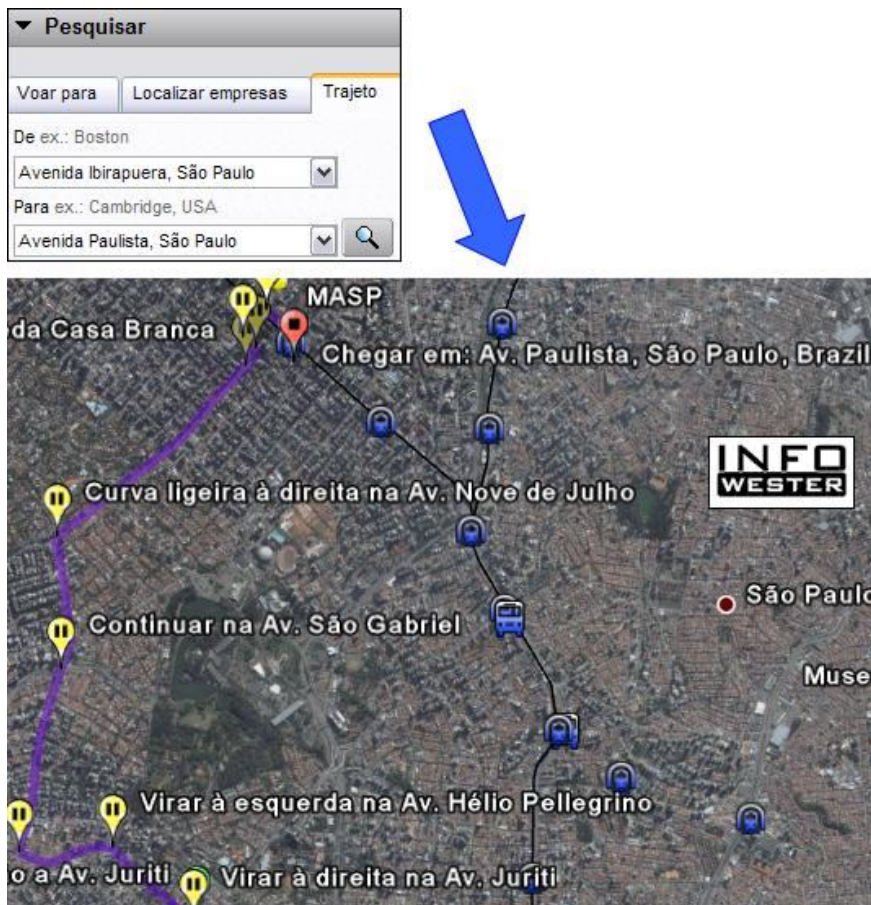 Pesquisar
Voar para
Localizar empresas
Trajeto
De ex.: Boston
Avenida Ibirapuera, São Paulo
Para ex.: Cambridge, USA
Avenida Paulista, São Paulo
MASP
da Casa Branca
Chegar em: Av. Paulista, São Paulo, Brazil
INFO
WESTER
Curva ligeira à direita na Av. Nove de Julho
São Paulo
Continuar na Av. São Gabriel
Muse
Virar à esquerda na Av. Hélio Pellegrino
o a Av. Juriti
Virar à direita na Av. Juriti